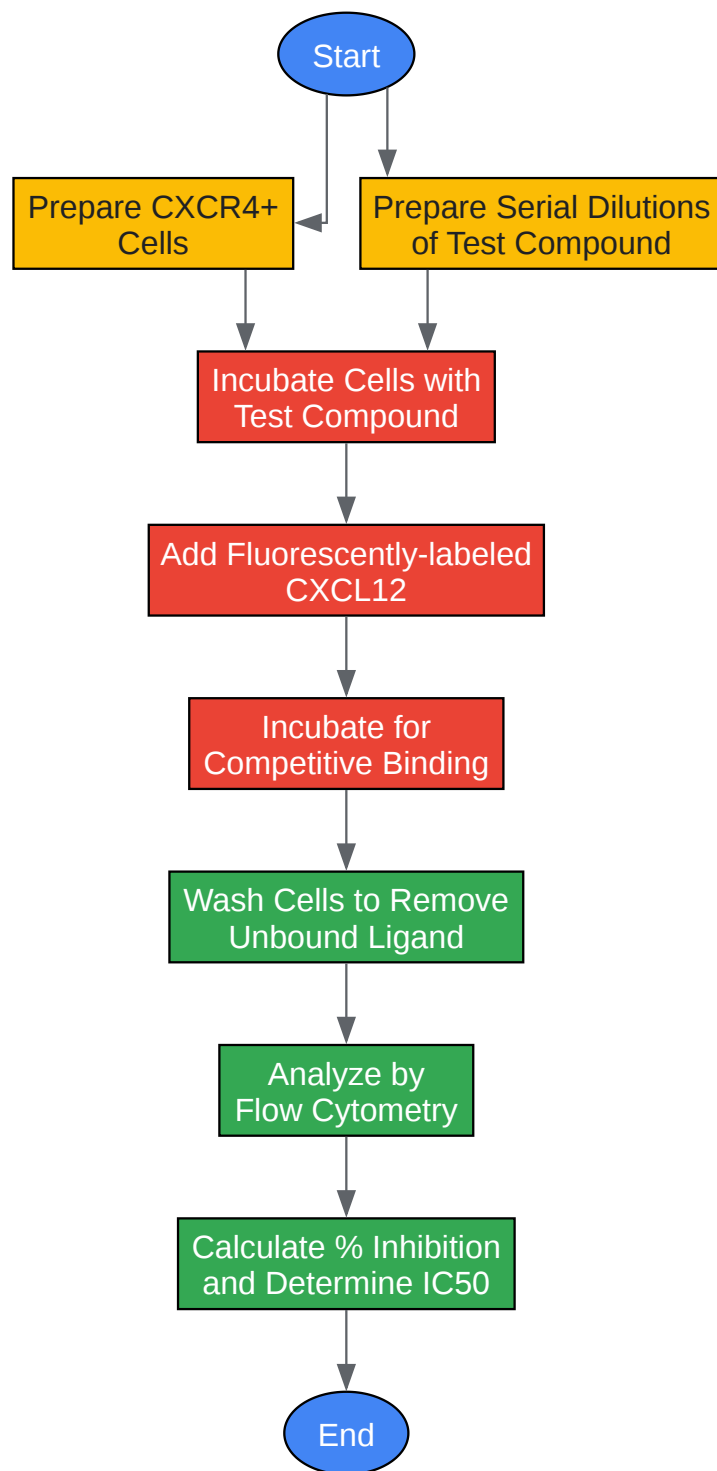 Start
Prepare CXCR4+
Cells
Prepare Serial Dilutions
of Test Compound
Incubate Cells with
Test Compound
Add Fluorescently-labeled
CXCL12
Incubate for
Competitive Binding
Wash Cells to Remove
Unbound Ligand
Analyze by
Flow Cytometry
Calculate % Inhibition
and Determine IC50
End